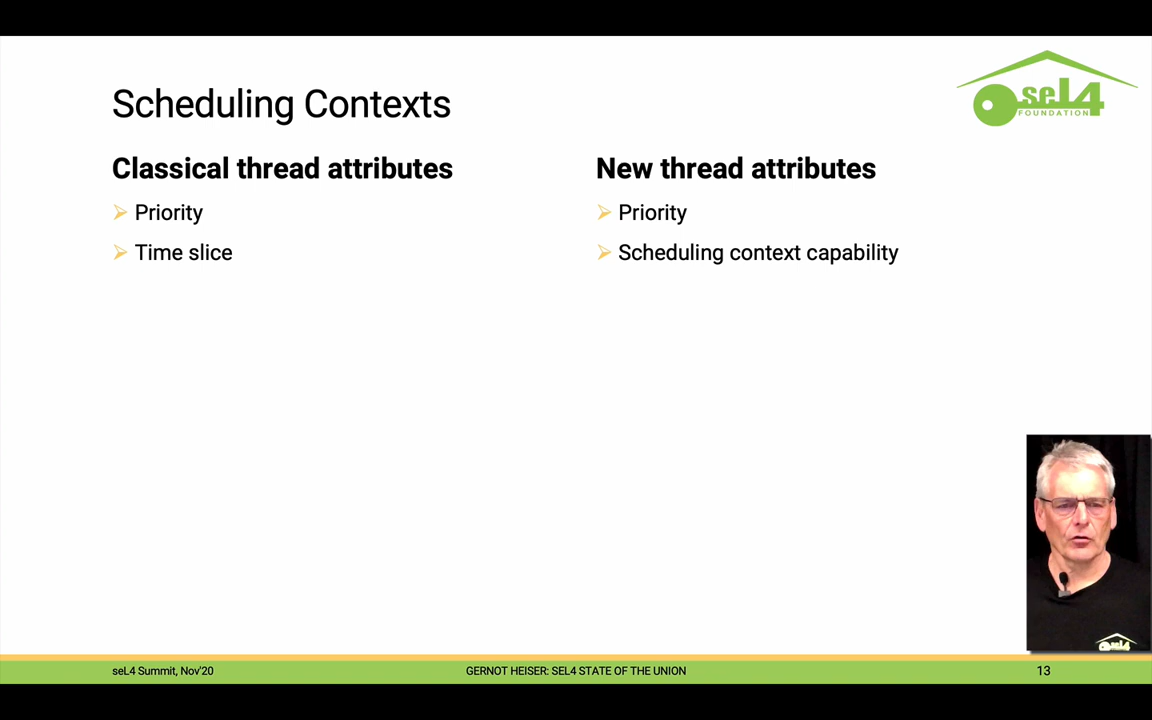 seL4
FOUNDATION
Scheduling Contexts
Classical thread attributes
Priority
Time slice
New thread attributes
Priority
Scheduling context capability
seL4 Summit, Nov'20
GERNOT HEISER: SEL4 STATE OF THE UNION
13